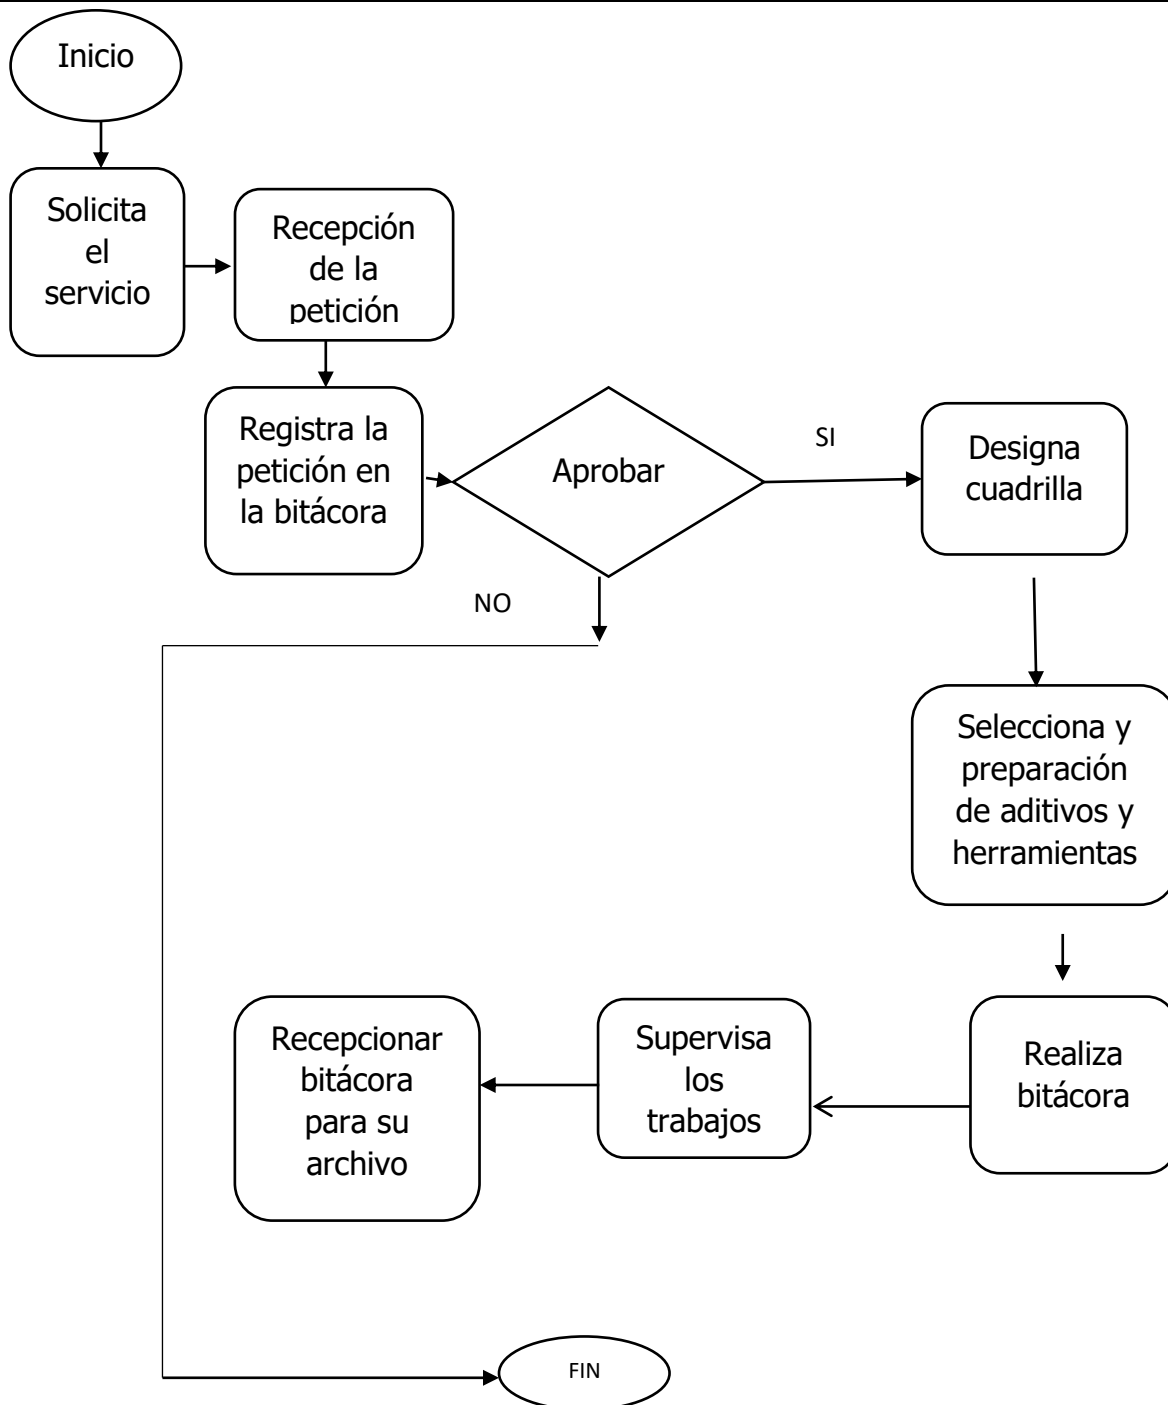 Inicio
Solicita
el
servicio
Recepción
de la
petición
Registra la
petición en
la bitácora
Aprobar
SI
Designa
cuadrilla
NO
Selecciona y
preparación
de aditivos y
herramientas
Realiza
bitácora
Supervisa
los
trabajos
Recepcionar
bitácora
para su
archivo
FIN